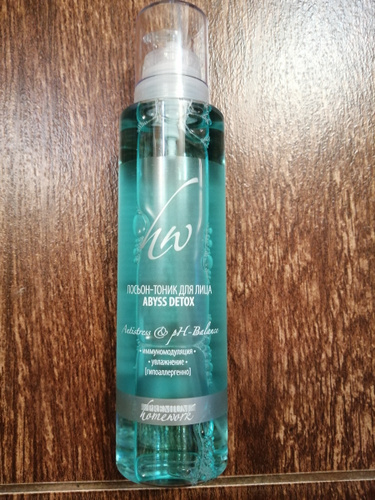 hw
ЛОСЬОН-ТОНИК ДЛЯ ЛИЦА
ABYSS DETOX
Antistress & pH-Balance
• иммуномодуляция •
• увлажнение •
[гипоаллергенно]
homework